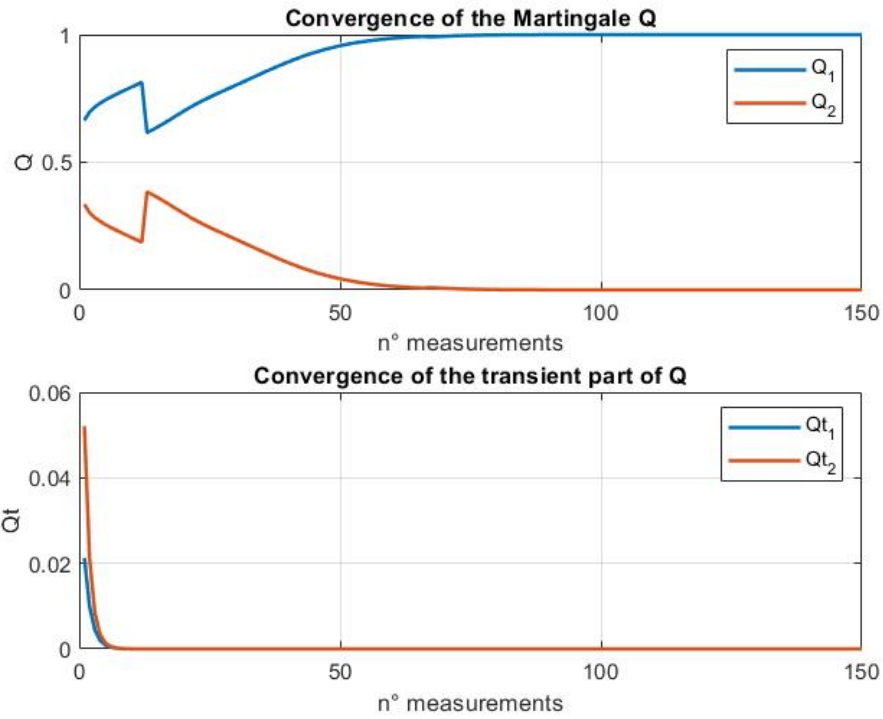 Convergence of the Martingale Q
1
0.5
0
Q
Q1
Q2
0
50
100
150
n° measurements
Convergence of the transient part of Q
0.06
0.04
0.02
0
Qt
Qt1
Qt2
0
50
100
150
n° measurements